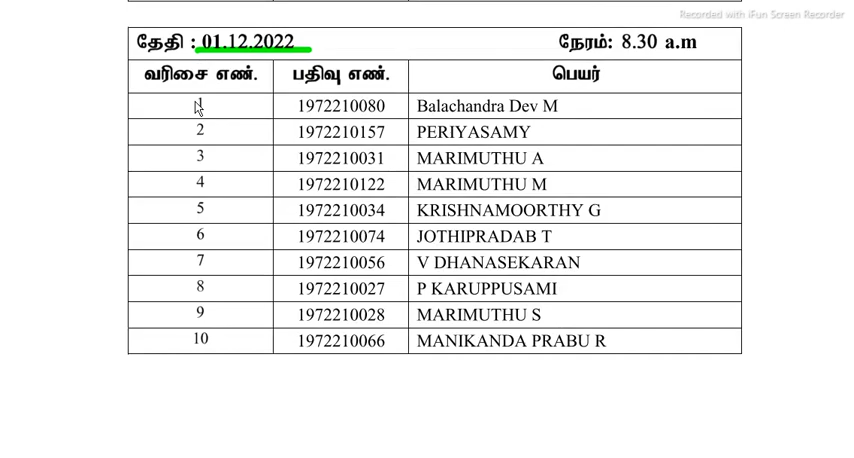 Recorded with iFun Screen Recorder
தேதி : 01.12.2022 நேரம்: 8.30 a.m
வரிசை எண். பதிவு எண். பெயர்
1 1972210080 Balachandra Dev M
2 1972210157 PERIYASAMY
3 1972210031 MARIMUTHU A
4 1972210122 MARIMUTHU M
5 1972210034 KRISHNAMOORTHY G
6 1972210074 JOTHIPRADAB T
7 1972210056 V DHANASEKARAN
8 1972210027 P KARUPPUSAMI
9 1972210028 MARIMUTHU S
10 1972210066 MANIKANDA PRABU R